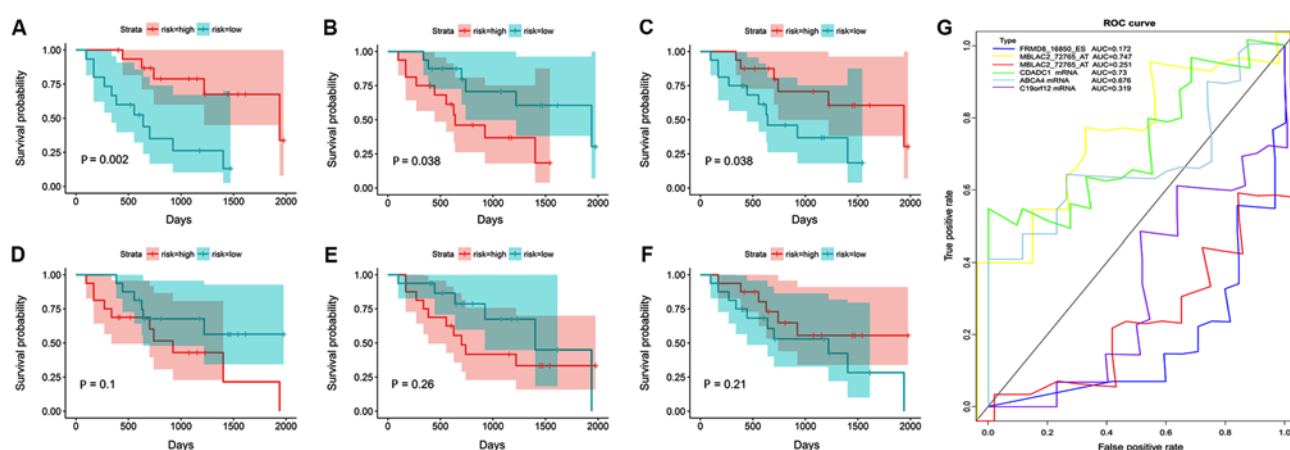 A
Strata risk=high risk=low
Survival probability
1.00
0.75
0.50
0.25
0.00
P = 0.002
0 500 1000 1500 2000
Days
B
Strata risk=high risk=low
Survival probability
1.00
0.75
0.50
0.25
0.00
P = 0.038
0 500 1000 1500 2000
Days
C
Strata risk=high risk=low
Survival probability
1.00
0.75
0.50
0.25
0.00
P = 0.038
0 500 1000 1500 2000
Days
D
Strata risk=high risk=low
Survival probability
1.00
0.75
0.50
0.25
0.00
P = 0.1
0 500 1000 1500 2000
Days
E
Strata risk=high risk=low
Survival probability
1.00
0.75
0.50
0.25
0.00
P = 0.26
0 500 1000 1500 2000
Days
F
Strata risk=high risk=low
Survival probability
1.00
0.75
0.50
0.25
0.00
P = 0.21
0 500 1000 1500 2000
Days
G
ROC curve
Type
FRMD6_16850_ES AUC=0.172
MBLAC2_72765_AT AUC=0.747
MBLAC2_72765_AT AUC=0.251
CDADC1 mRNA AUC=0.73
ABCA4 mRNA AUC=0.676
C19orf12 mRNA AUC=0.319
True positive rate
1.0
0.8
0.6
0.4
0.2
0.0
0.0 0.2 0.4 0.6 0.8 1.0
False positive rate